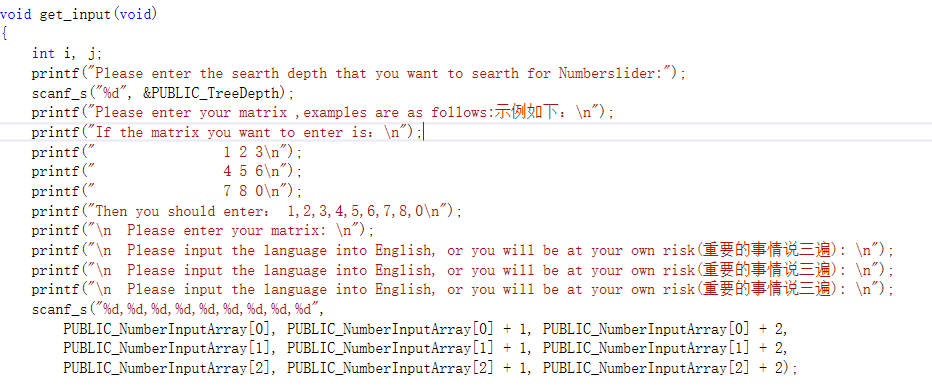 void get_input(void)
{
    int i, j;
    printf("Please enter the searth depth that you want to searth for Numberslider:");
    scanf_s("%d", &PUBLIC_TreeDepth);
    printf("Please enter your matrix ,examples are as follows:示例如下：\n");
    printf("If the matrix you want to enter is：\n");
    printf("                1 2 3\n");
    printf("                4 5 6\n");
    printf("                7 8 0\n");
    printf("Then you should enter： 1,2,3,4,5,6,7,8,0\n");
    printf("\n  Please enter your matrix: \n");
    printf("\n  Please input the language into English, or you will be at your own risk(重要的事情说三遍): \n");
    printf("\n  Please input the language into English, or you will be at your own risk(重要的事情说三遍): \n");
    printf("\n  Please input the language into English, or you will be at your own risk(重要的事情说三遍): \n");
    scanf_s("%d,%d,%d,%d,%d,%d,%d,%d,%d",
        PUBLIC_NumberInputArray[0], PUBLIC_NumberInputArray[0] + 1, PUBLIC_NumberInputArray[0] + 2,
        PUBLIC_NumberInputArray[1], PUBLIC_NumberInputArray[1] + 1, PUBLIC_NumberInputArray[1] + 2,
        PUBLIC_NumberInputArray[2], PUBLIC_NumberInputArray[2] + 1, PUBLIC_NumberInputArray[2] + 2);